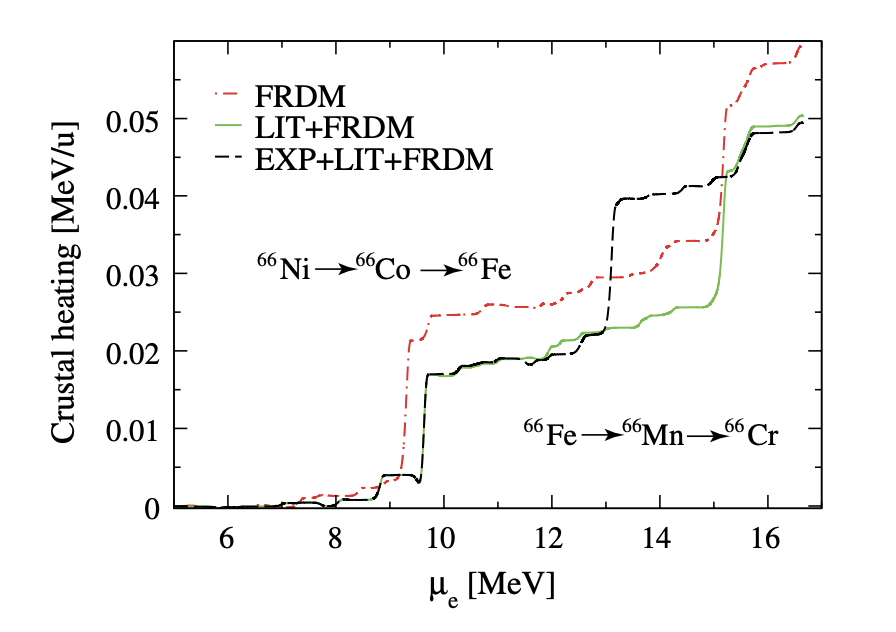 FRDM
LIT+FRDM
EXP+LIT+FRDM
⁶⁶Ni→⁶⁶Co→⁶⁶Fe
⁶⁶Fe→⁶⁶Mn→⁶⁶Cr
Crustal heating [MeV/u]
0.05
0.04
0.03
0.02
0.01
0
6 8 10 12 14 16
μₑ [MeV]